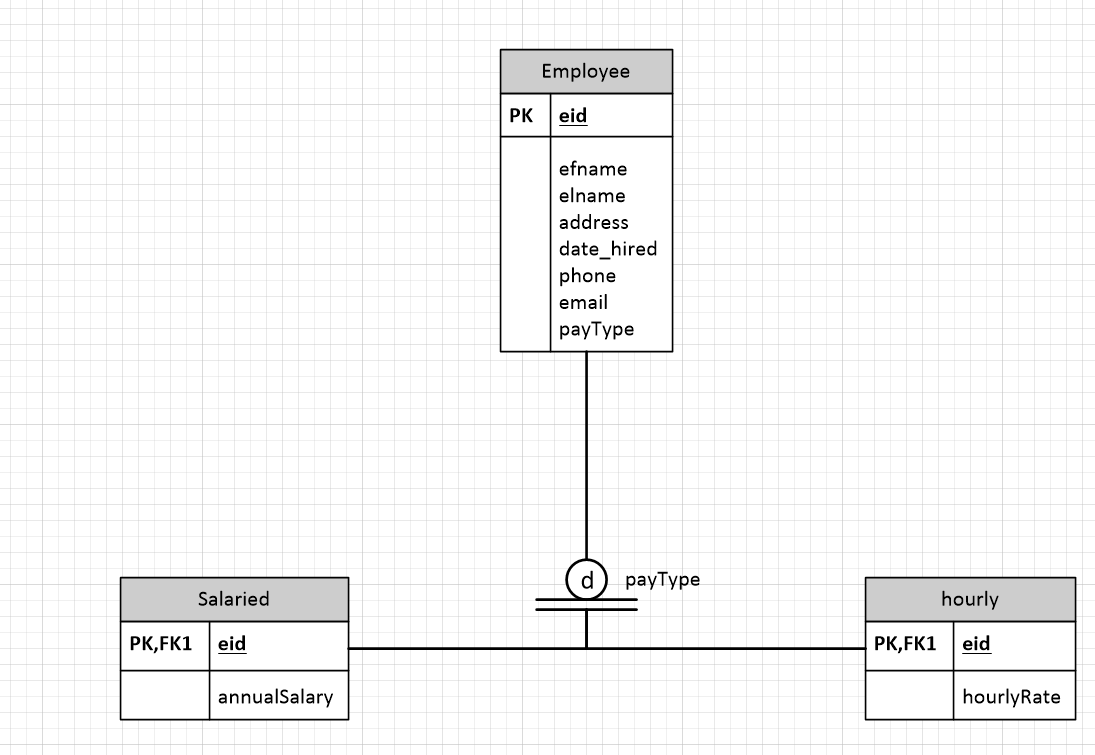 Employee
PK eid
efname
elname
address
date_hired
phone
email
payType
d payType
Salaried
PK,FK1 eid
annualSalary
hourly
PK,FK1 eid
hourlyRate